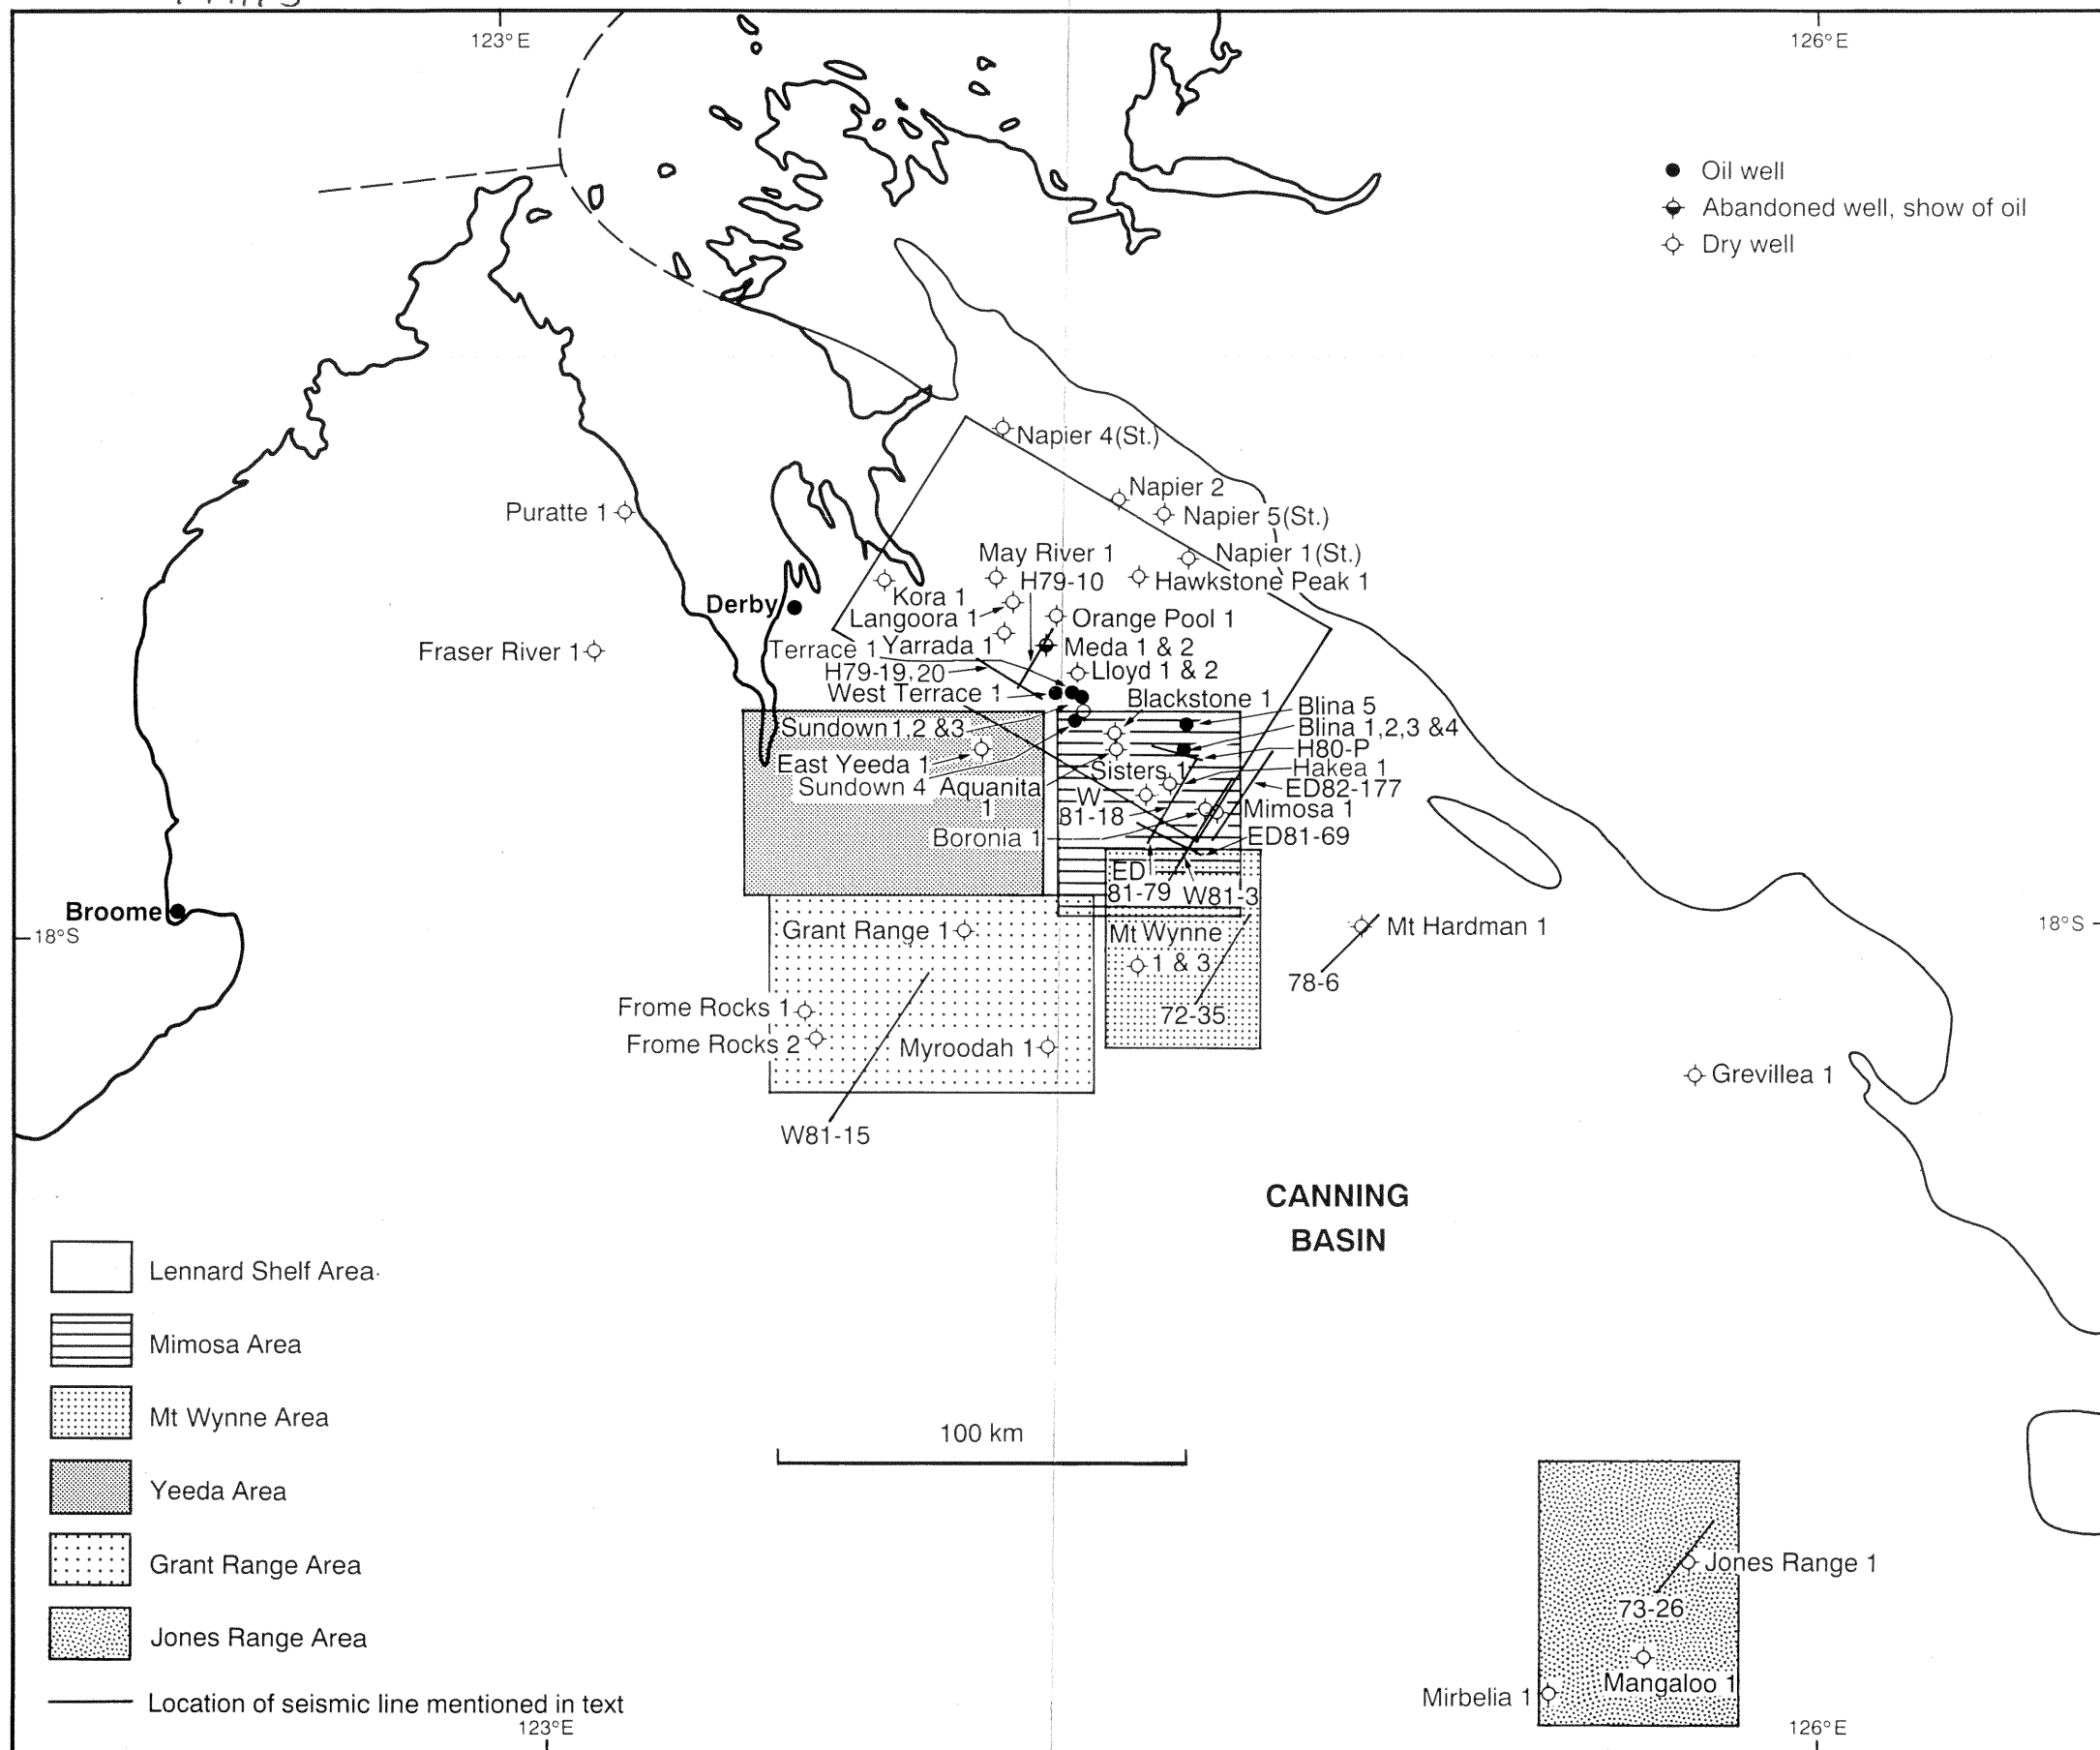 123°E
126°E
Oil well
Abandoned well, show of oil
Dry well
Napier 4(St.)
Napier 2
Puratte 1
Napier 5(St.)
May River 1
Napier 1(St.)
H79-10
Hawkstone Peak 1
Kora 1
Derby
Langoora 1
Orange Pool 1
Fraser River 1
Terrace 1
Yarrada 1
Meda 1 & 2
H79-19,20
Lloyd 1 & 2
West Terrace 1
Blackstone 1
Blina 5
Sundown 1,2 &3
Blina 1,2,3 &4
H80-P
East Yeeda 1
Sisters 1
Hakea 1
Sundown 4
Aquanita
1
ED82-177
W
81-18
Mimosa 1
Boronia 1
ED81-69
ED
81-79
W81-3
Broome
18°S
18°S
Grant Range 1
Mt Wynne
1 & 3
Mt Hardman 1
78-6
Frome Rocks 1
72-35
Frome Rocks 2
Myroodah 1
Grevillea 1
W81-15
CANNING
BASIN
Lennard Shelf Area
Mimosa Area
Mt Wynne Area
Yeeda Area
Grant Range Area
Jones Range Area
Location of seismic line mentioned in text
100 km
Jones Range 1
73-26
Mangaloo 1
Mirbelia 1
123°E
126°E